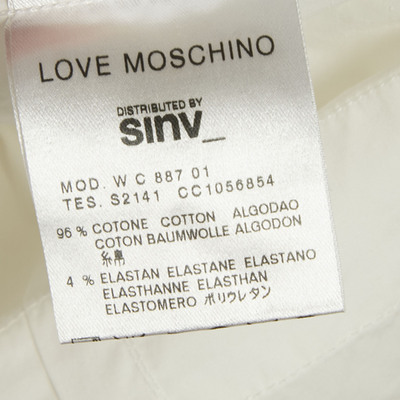 LOVE MOSCHINO
DISTRIBUTED BY
sinv_
MOD. W C 887 01
TES. S2141 CC1056854
96 % COTONE COTTON ALGODAO
COTON BAUMWOLLE ALGODON
4 % ELASTAN ELASTANE ELASTANO
ELASTHANNE ELASTHAN
ELASTOMERO ポリウレタン